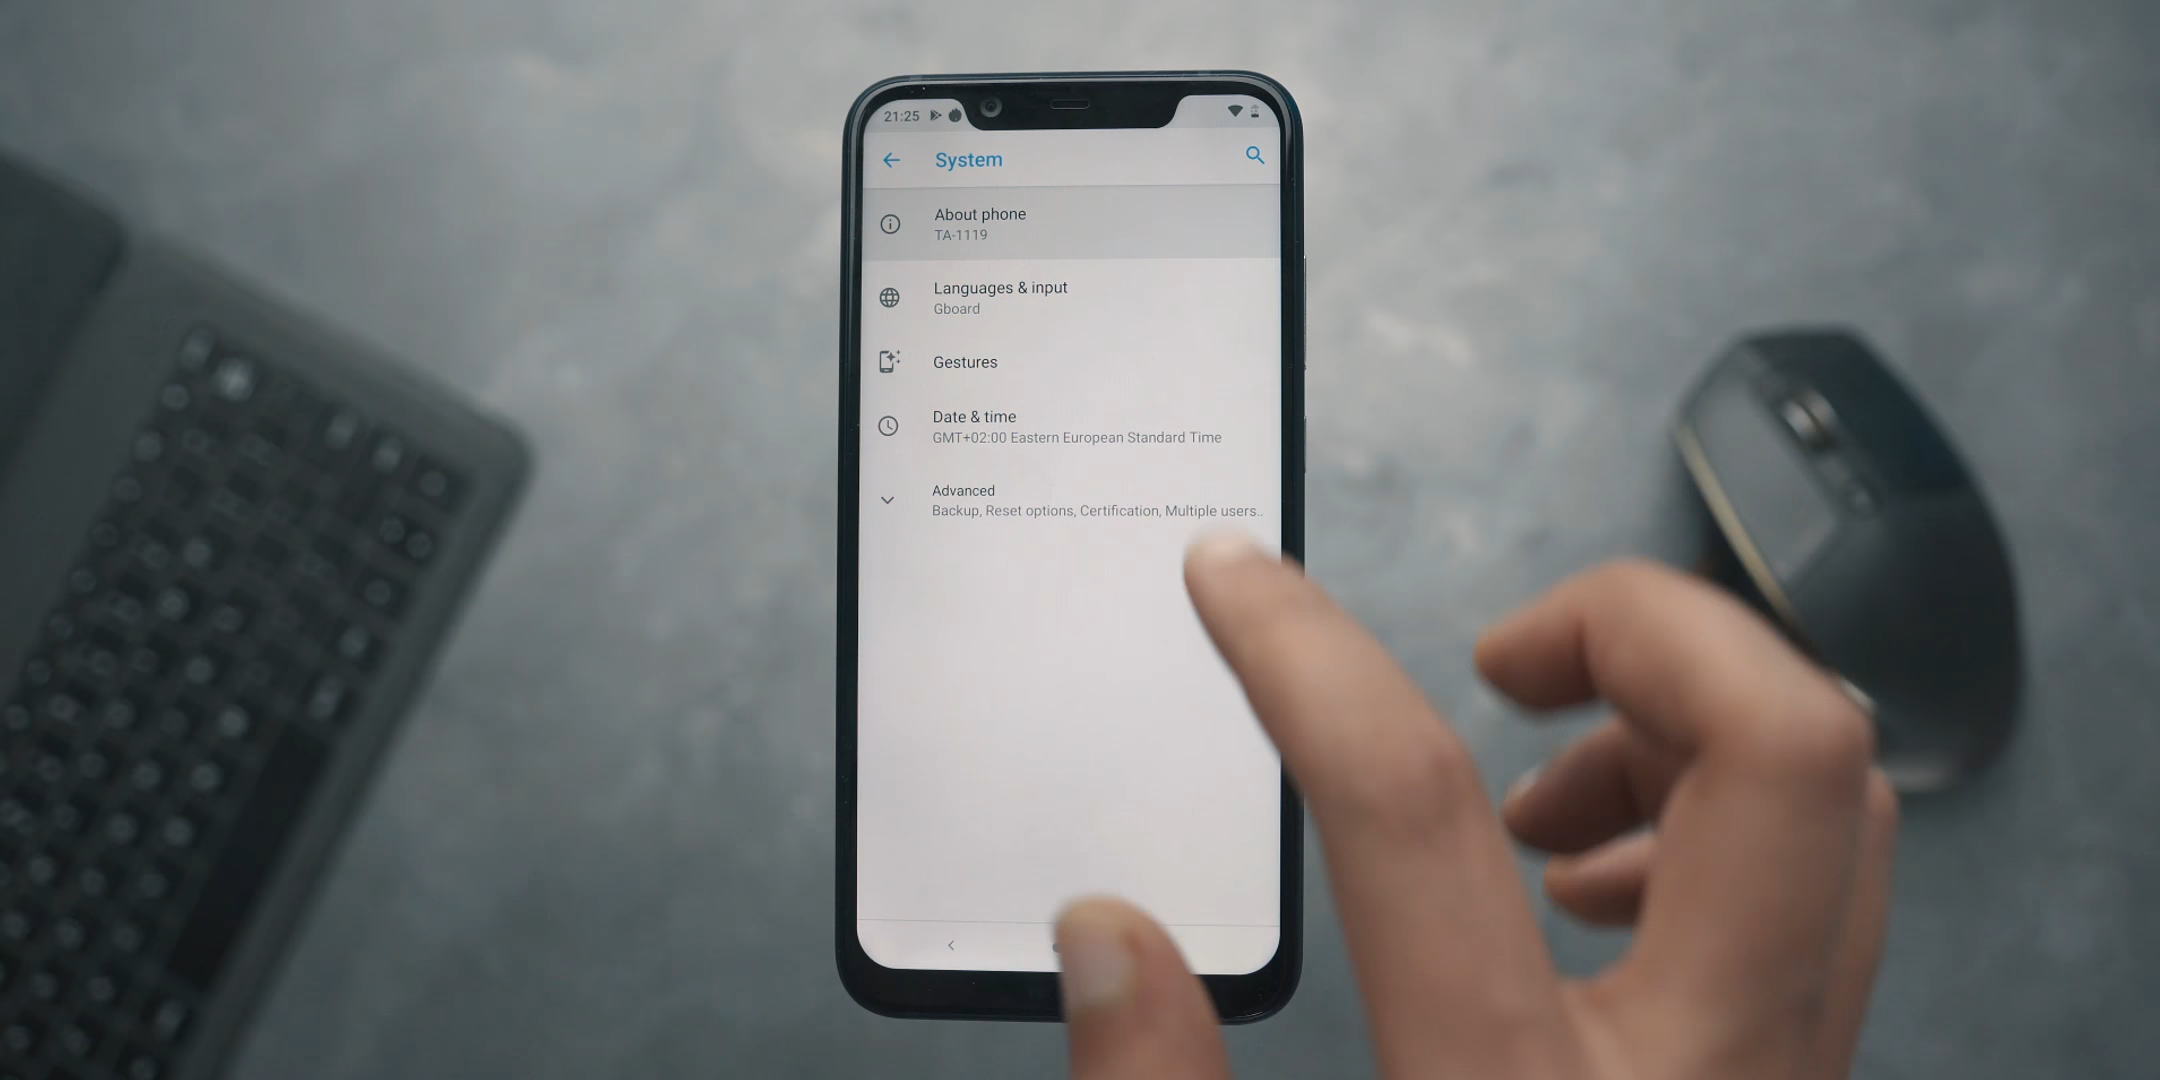 21:25
System
About phone
TA-1119
Languages & input
Gboard
Gestures
Date & time
GMT+02:00 Eastern European Standard Time
Advanced
Backup, Reset options, Certification, Multiple users..